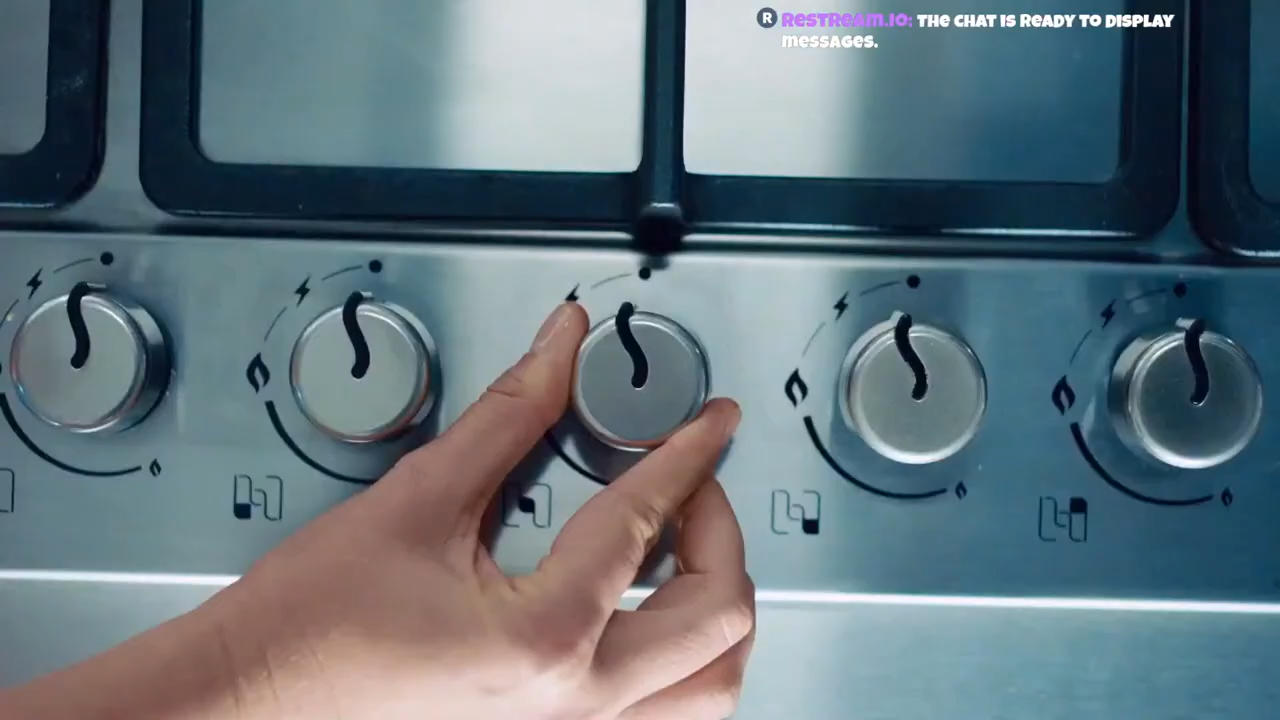 R Restream.io: The chat is ready to display
messages.